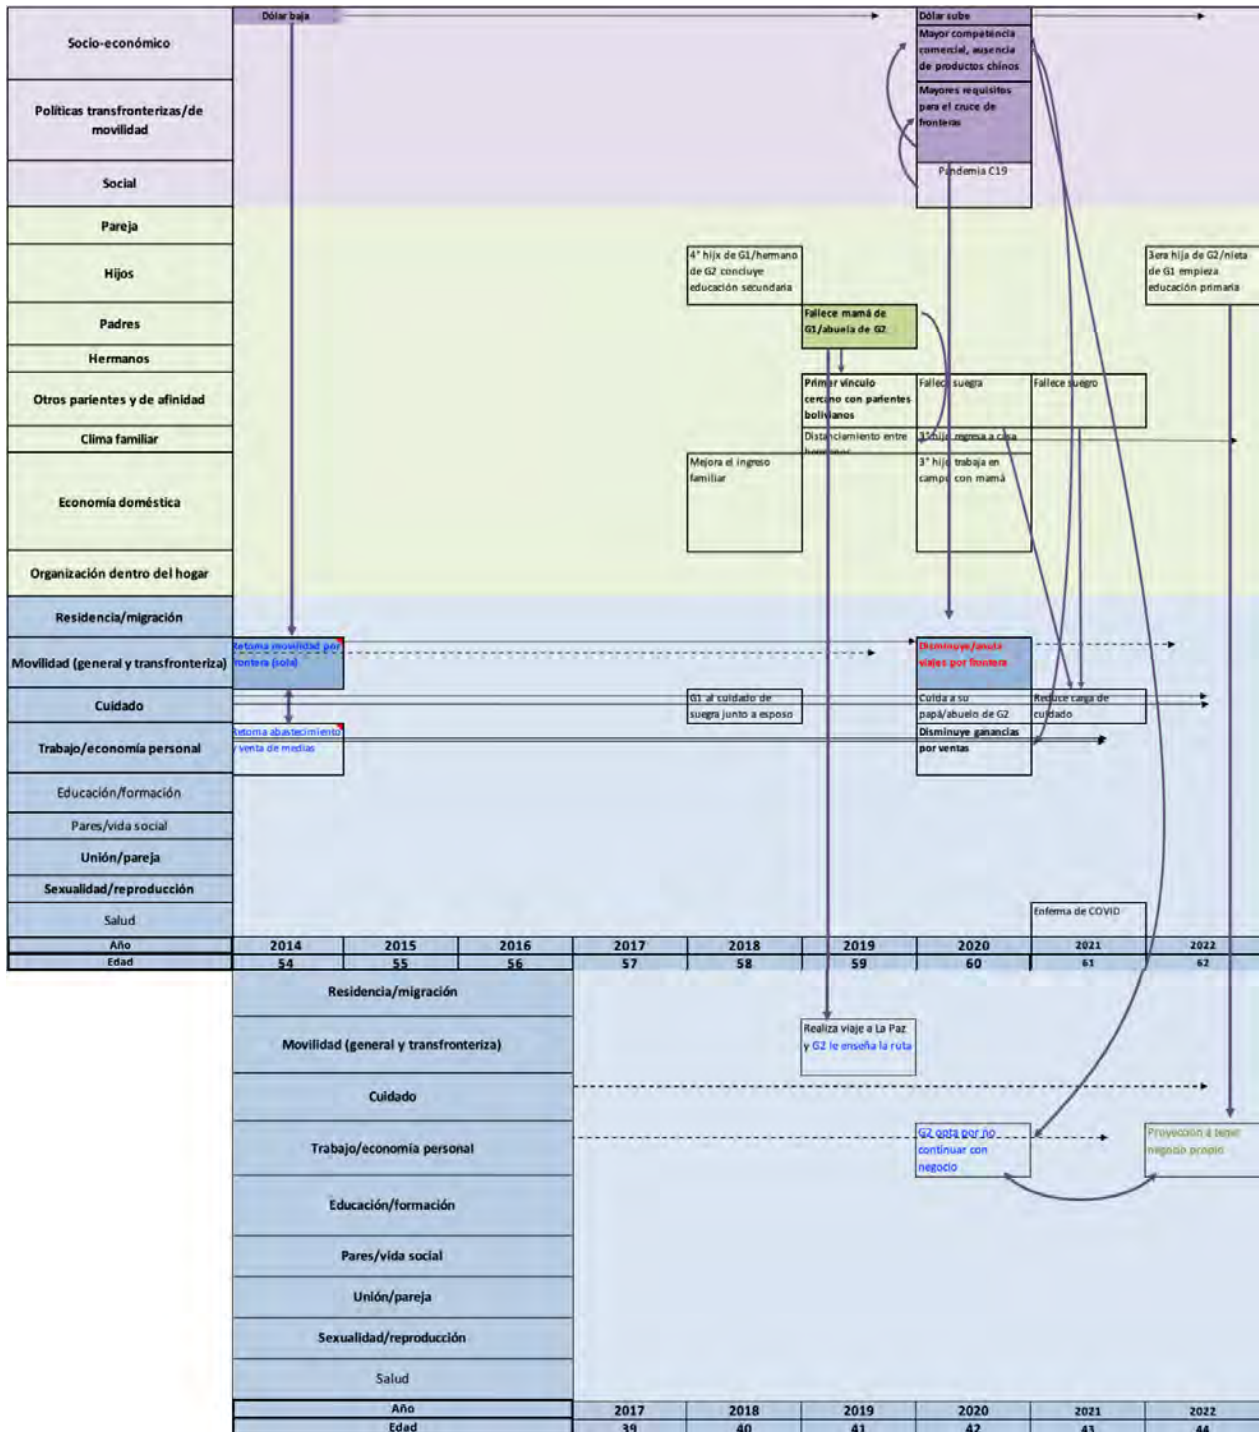 Dólar baja
Dólar sube
Socio-económico
Mayor competencia
comercial, ausencia
de productos chinos
Políticas transfronterizas/de
movilidad
Mayores requisitos
para el cruce de
fronteras
Social
Pandemia C19
Pareja
Hijos
4° hijx de G1/hermano
de G2 concluye
educación secundaria
3era hija de G2/nieta
de G1 empieza
educación primaria
Padres
Fallece mamá de
G1/abuela de G2
Hermanos
Otros parientes y de afinidad
Primer vínculo
cercano con parientes
bolivianos
Fallece suegra
Fallece suegro
Clima familiar
Distanciamiento entre
hermanos
3° hijo regresa a casa
Economía doméstica
Mejora el ingreso
familiar
3° hijo trabaja en
campo con mamá
Organización dentro del hogar
Residencia/migración
Movilidad (general y transfronteriza)
Retoma movilidad por
frontera (sola)
Disminuye/anula
viajes por frontera
Cuidado
G1 al cuidado de
suegra junto a esposo
Cuida a su
papá/abuelo de G2
Reduce carga de
cuidado
Trabajo/economía personal
Retoma abastecimiento
y venta de medias
Disminuye ganancias
por ventas
Educación/formación
Pares/vida social
Unión/pareja
Sexualidad/reproducción
Salud
Enferma de COVID
Año 2014 2015 2016 2017 2018 2019 2020 2021 2022
Edad 54 55 56 57 58 59 60 61 62
Residencia/migración
Movilidad (general y transfronteriza)
Realiza viaje a La Paz
y G2 le enseña la ruta
Cuidado
Trabajo/economía personal
G2 opta por no
continuar con
negocio
Proyección a tener
negocio propio
Educación/formación
Pares/vida social
Unión/pareja
Sexualidad/reproducción
Salud
Año 2017 2018 2019 2020 2021 2022
Edad 39 40 41 42 43 44